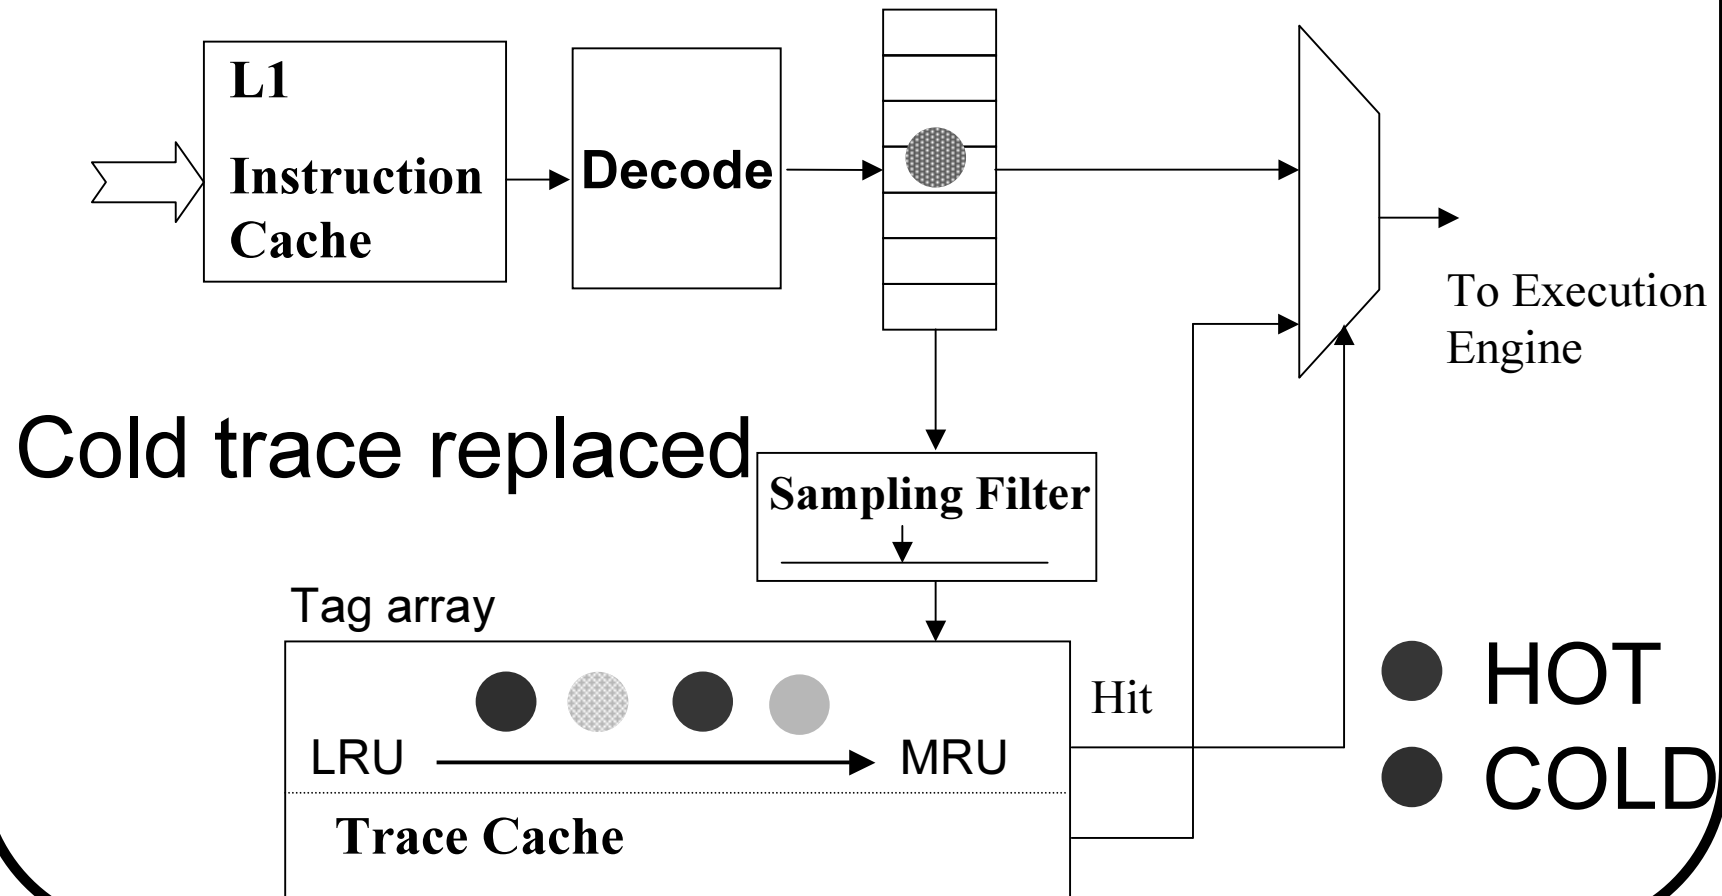 L1
Instruction
Cache
Decode
To Execution
Engine
Cold trace replaced
Sampling Filter
Tag array
Hit
HOT
LRU
MRU
COLD
Trace Cache